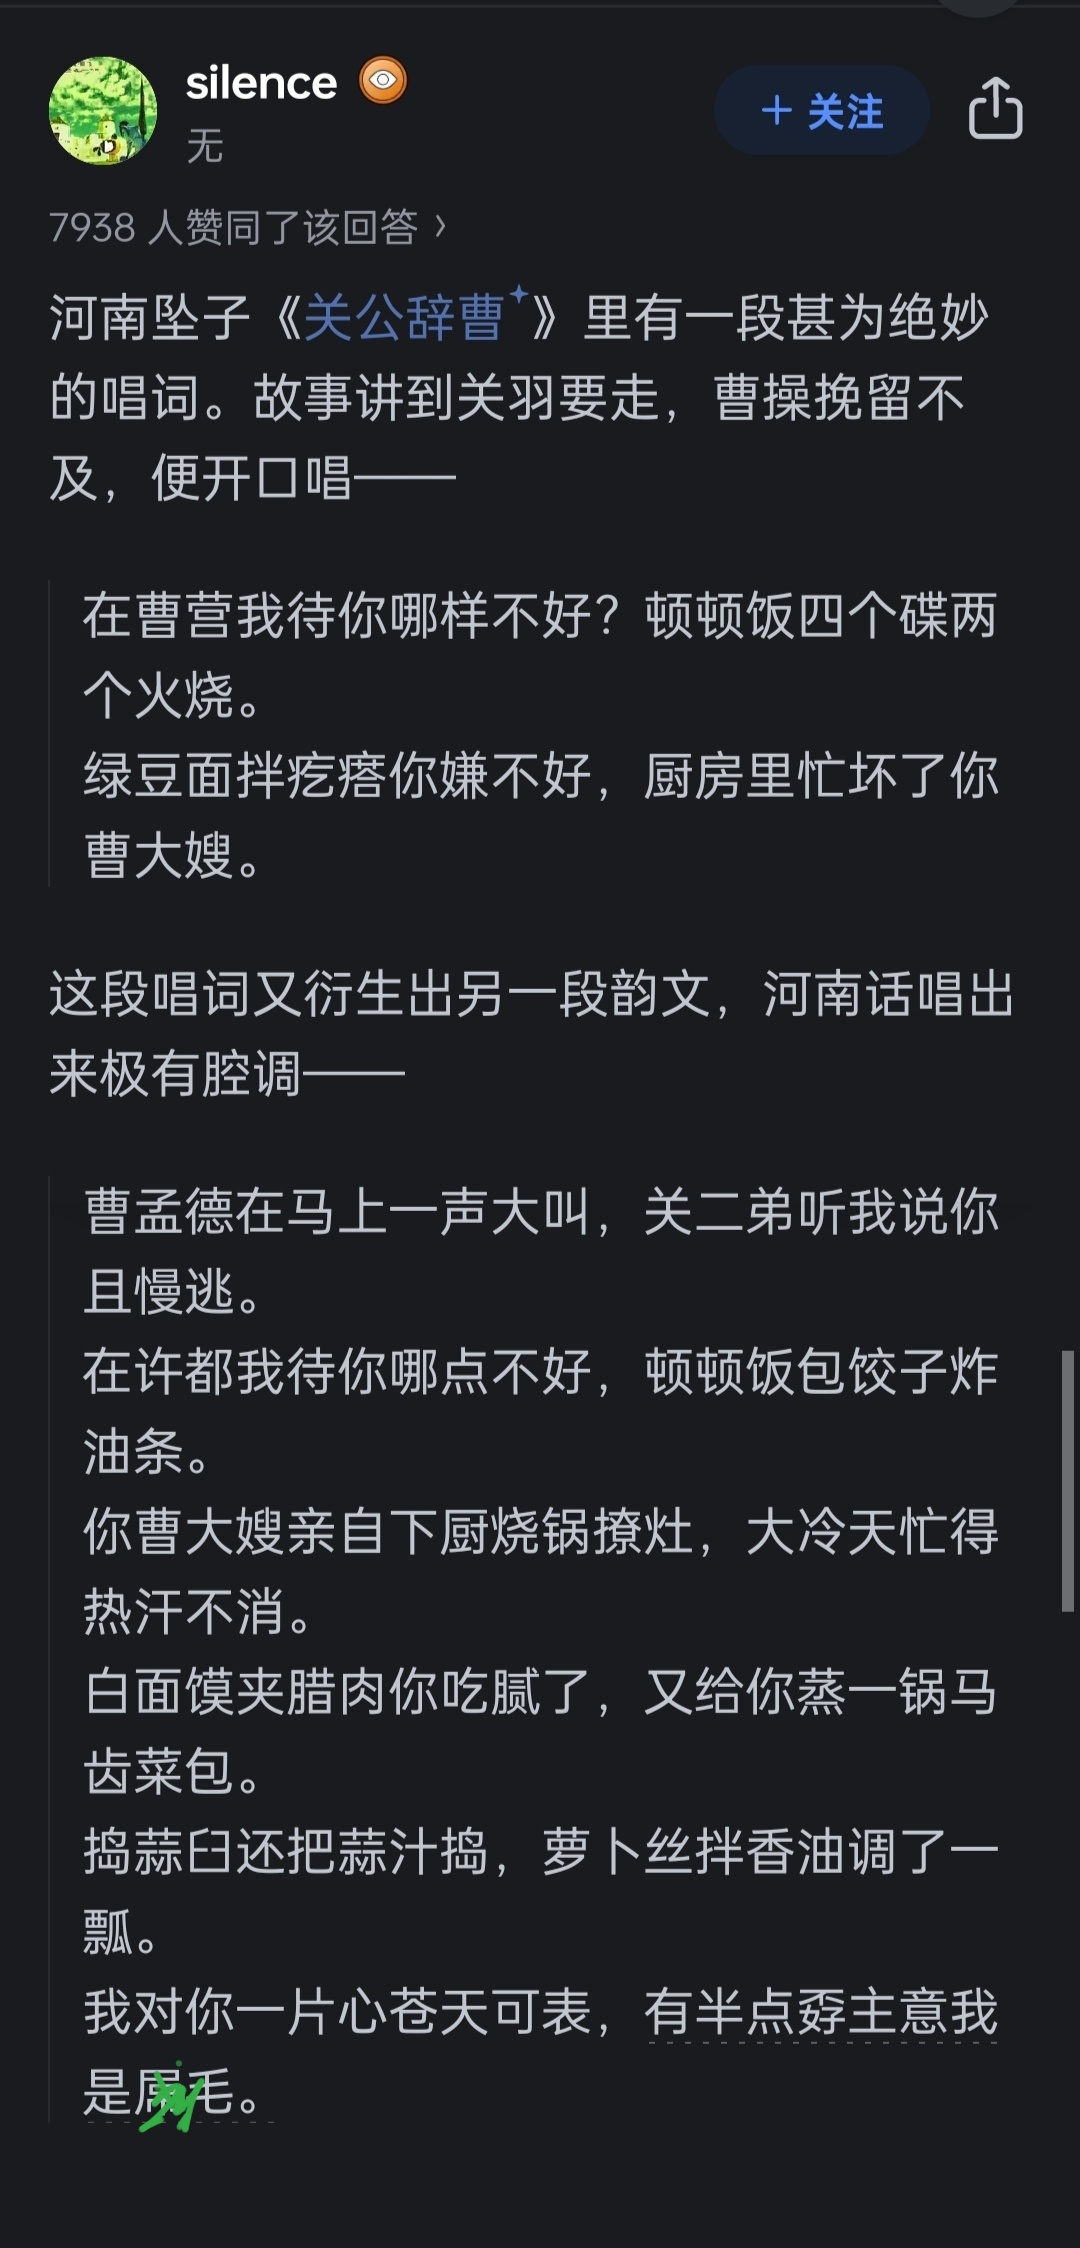 silence
无
+ 关注
7938 人赞同了该回答 ›
河南坠子《关公辞曹》里有一段甚为绝妙
的唱词。故事讲到关羽要走，曹操挽留不
及，便开口唱——
在曹营我待你哪样不好？顿顿饭四个碟两
个火烧。
绿豆面拌疙瘩你嫌不好，厨房里忙坏了你
曹大嫂。
这段唱词又衍生出另一段韵文，河南话唱出
来极有腔调——
曹孟德在马上一声大叫，关二弟听我说你
且慢逃。
在许都我待你哪点不好，顿顿饭包饺子炸
油条。
你曹大嫂亲自下厨烧锅撩灶，大冷天忙得
热汗不消。
白面馍夹腊肉你吃腻了，又给你蒸一锅马
齿菜包。
捣蒜臼还把蒜汁捣，萝卜丝拌香油调了一
瓢。
我对你一片心苍天可表，有半点孬主意我
是毛。